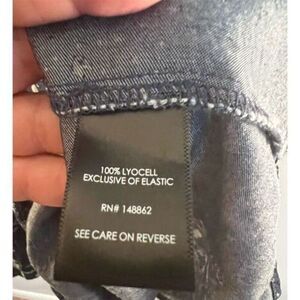 100% LYOCELL
EXCLUSIVE OF ELASTIC
RN# 148862
SEE CARE ON REVERSE